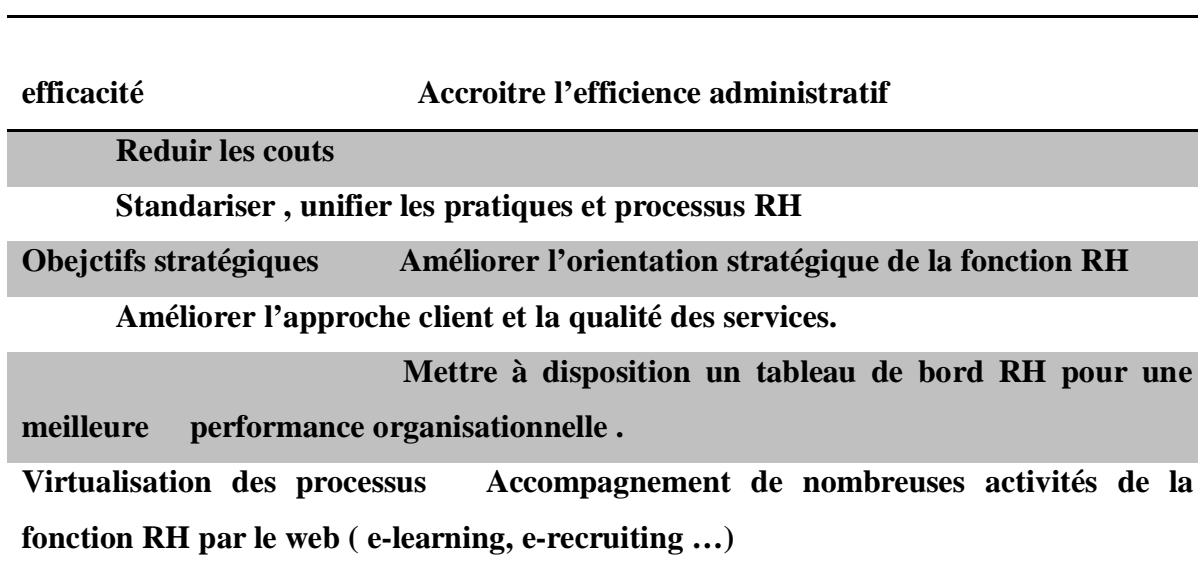 efficacité Accroitre l’efficience administratif
Reduir les couts
Standariser , unifier les pratiques et processus RH
Obejctifs stratégiques Améliorer l’orientation stratégique de la fonction RH
Améliorer l’approche client et la qualité des services.
Mettre à disposition un tableau de bord RH pour une
meilleure performance organisationnelle .
Virtualisation des processus Accompagnement de nombreuses activités de la
fonction RH par le web ( e-learning, e-recruiting …)